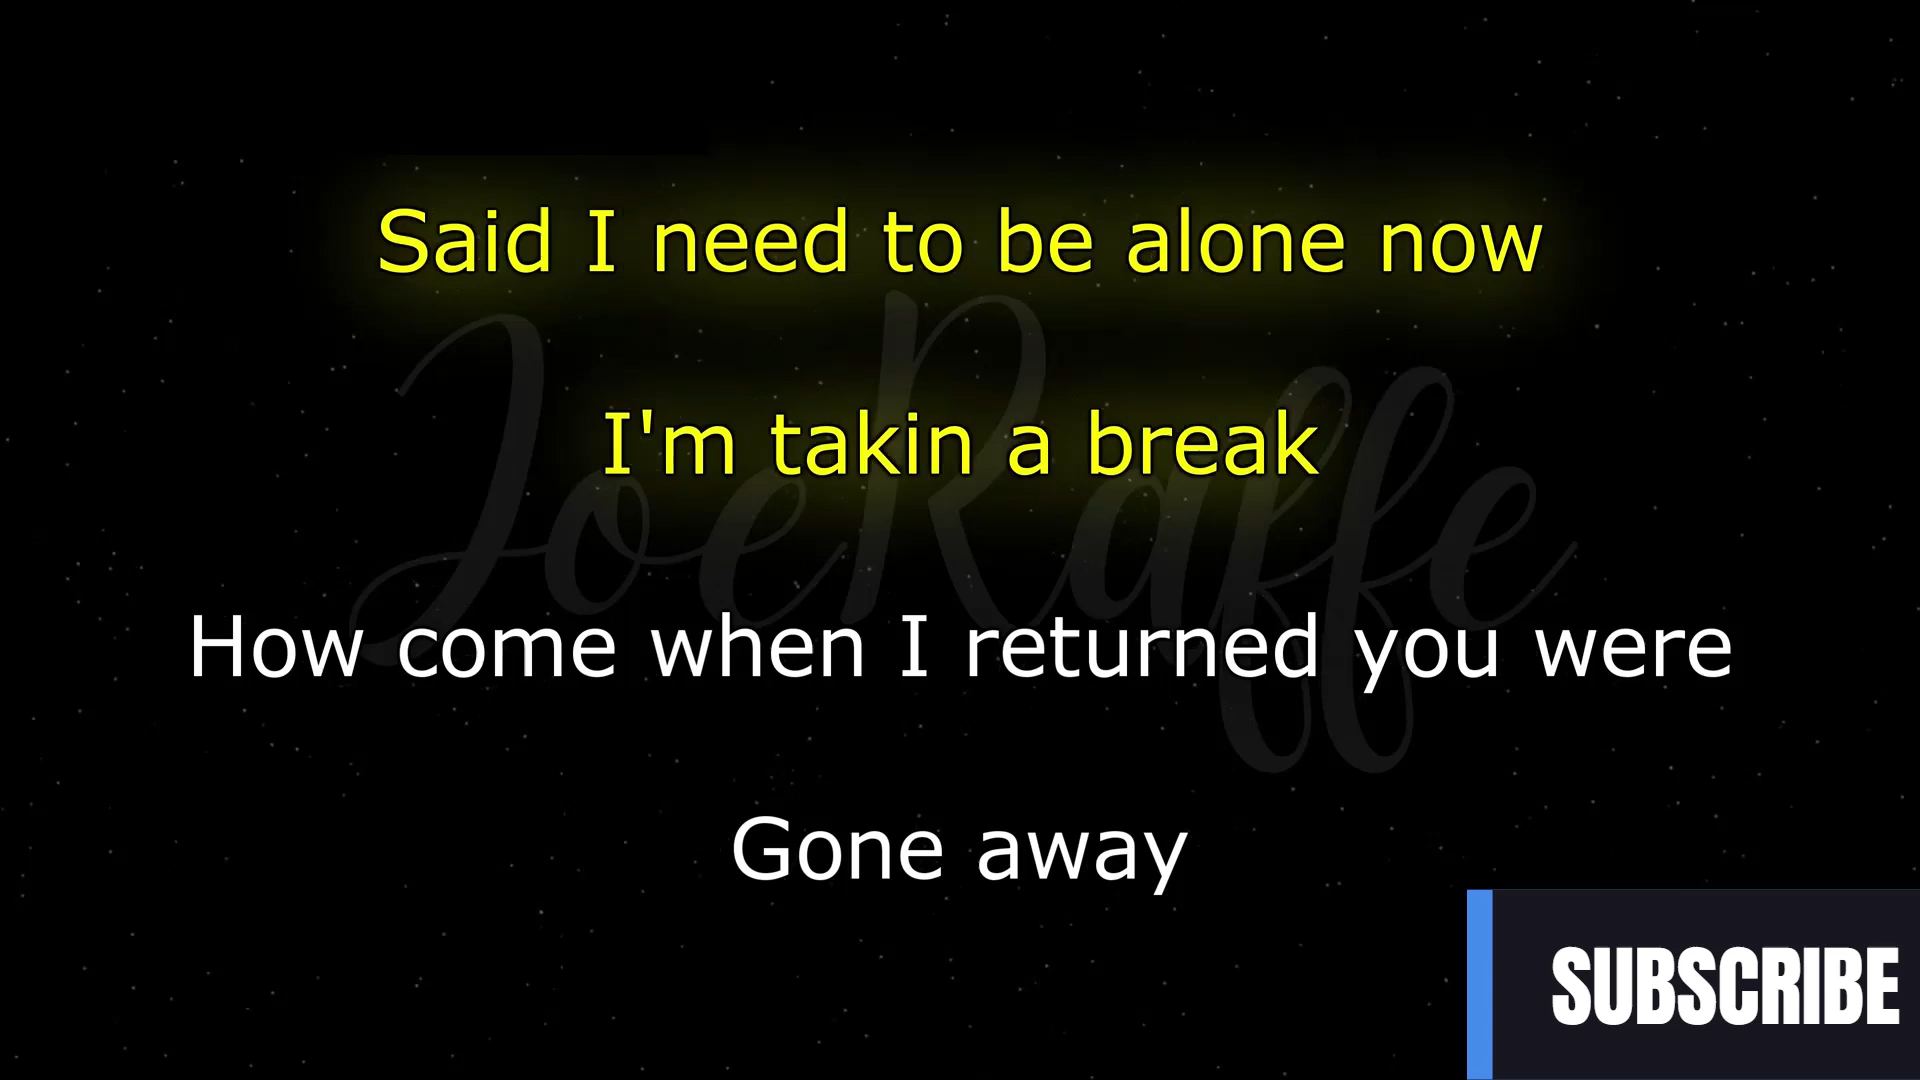 Said I need to be alone now
I'm takin a break
JoeRaffe
How come when I returned you were
Gone away
SUBSCRIBE